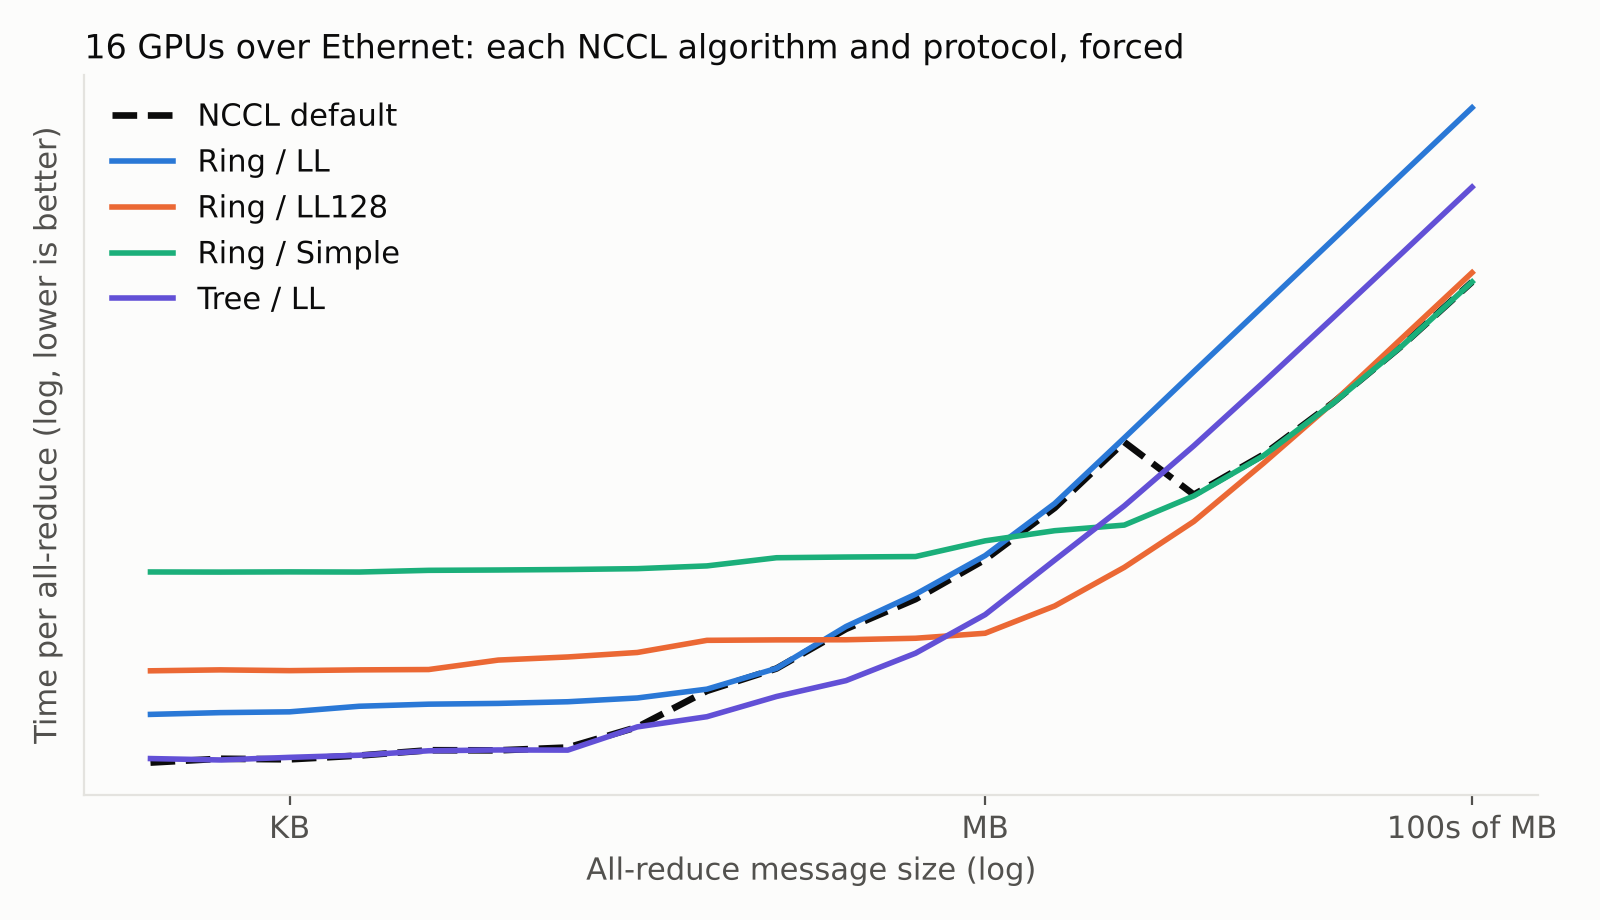 16 GPUs over Ethernet: each NCCL algorithm and protocol, forced
NCCL default
Ring / LL
Ring / LL128
Ring / Simple
Tree / LL
Time per all-reduce (log, lower is better)
KB
MB
100s of MB
All-reduce message size (log)